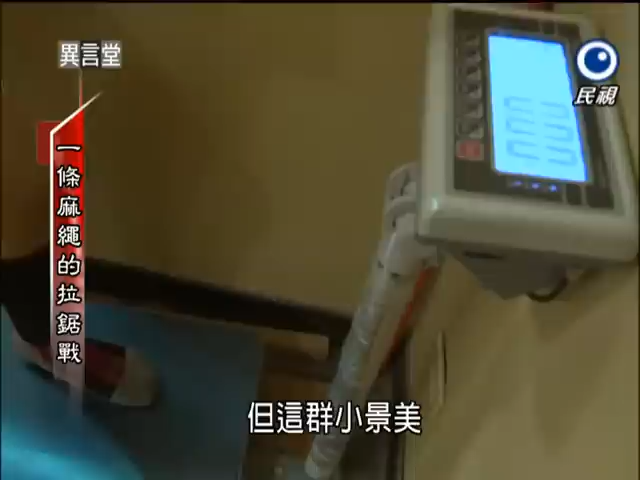 異言堂
民視
一條麻繩的拉鋸戰
但這群小景美